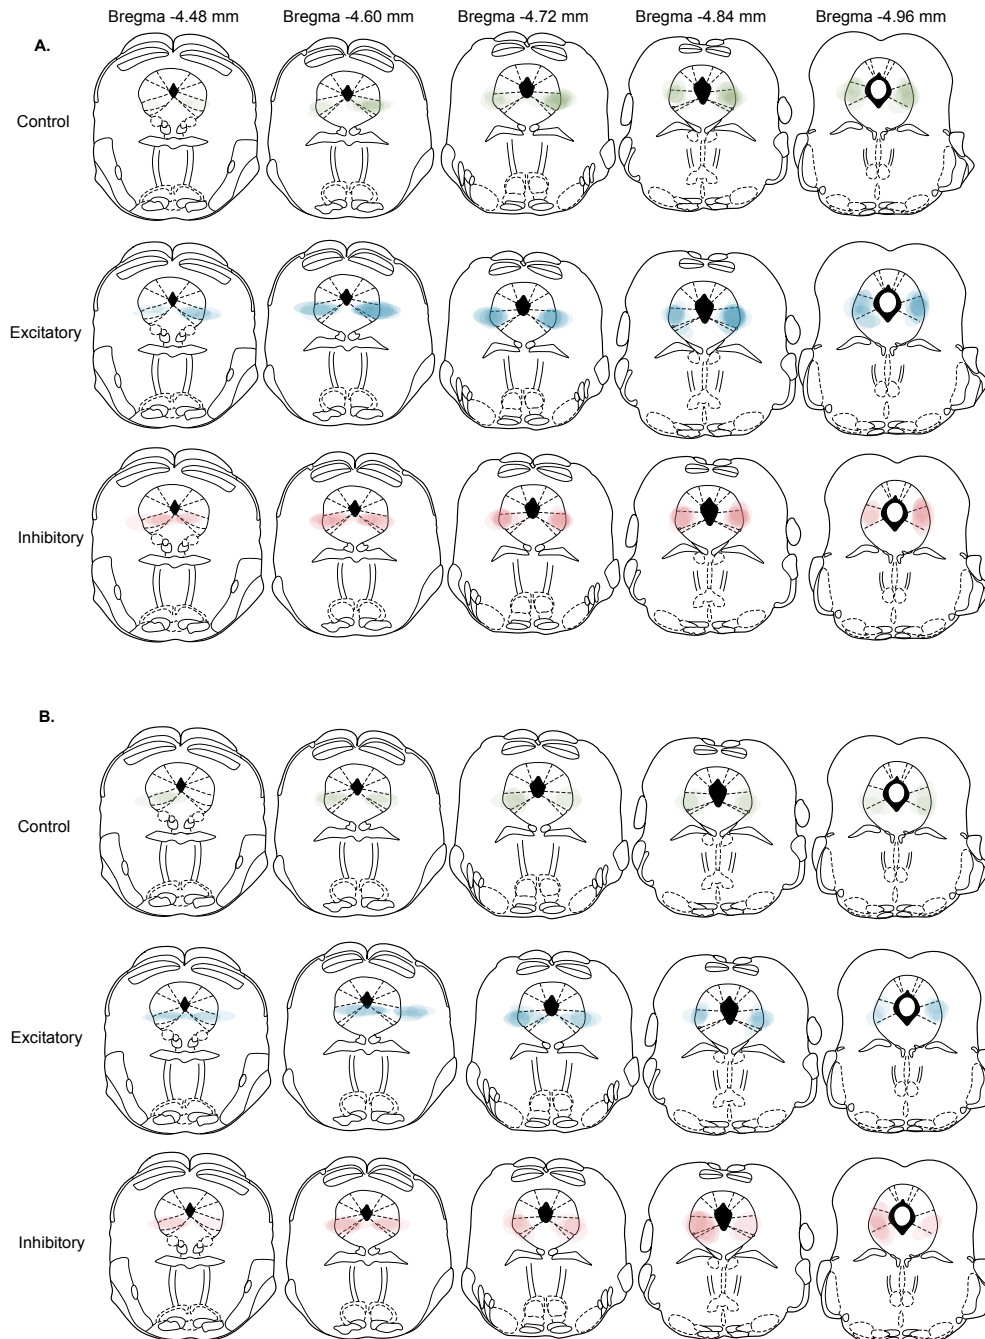 Bregma -4.48 mm Bregma -4.60 mm Bregma -4.72 mm Bregma -4.84 mm Bregma -4.96 mm
A.
Control
Excitatory
Inhibitory
B.
Control
Excitatory
Inhibitory